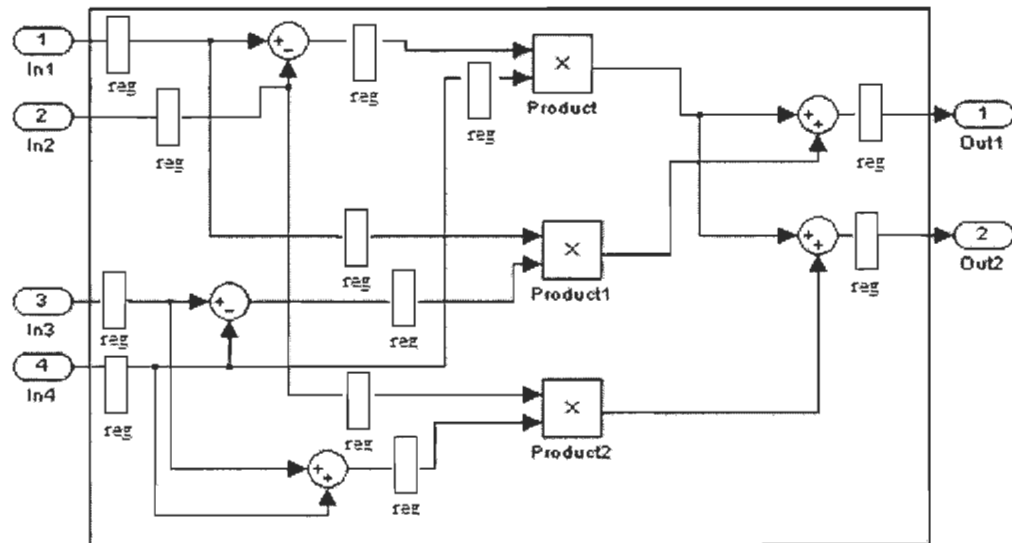 1
In1
reg
2
In2
reg
+
−
reg
reg
×
Product
+
+
reg
1
Out1
reg
×
Product1
+
+
reg
2
Out2
3
In3
reg
+
−
reg
4
In4
reg
reg
×
Product2
+
+
reg